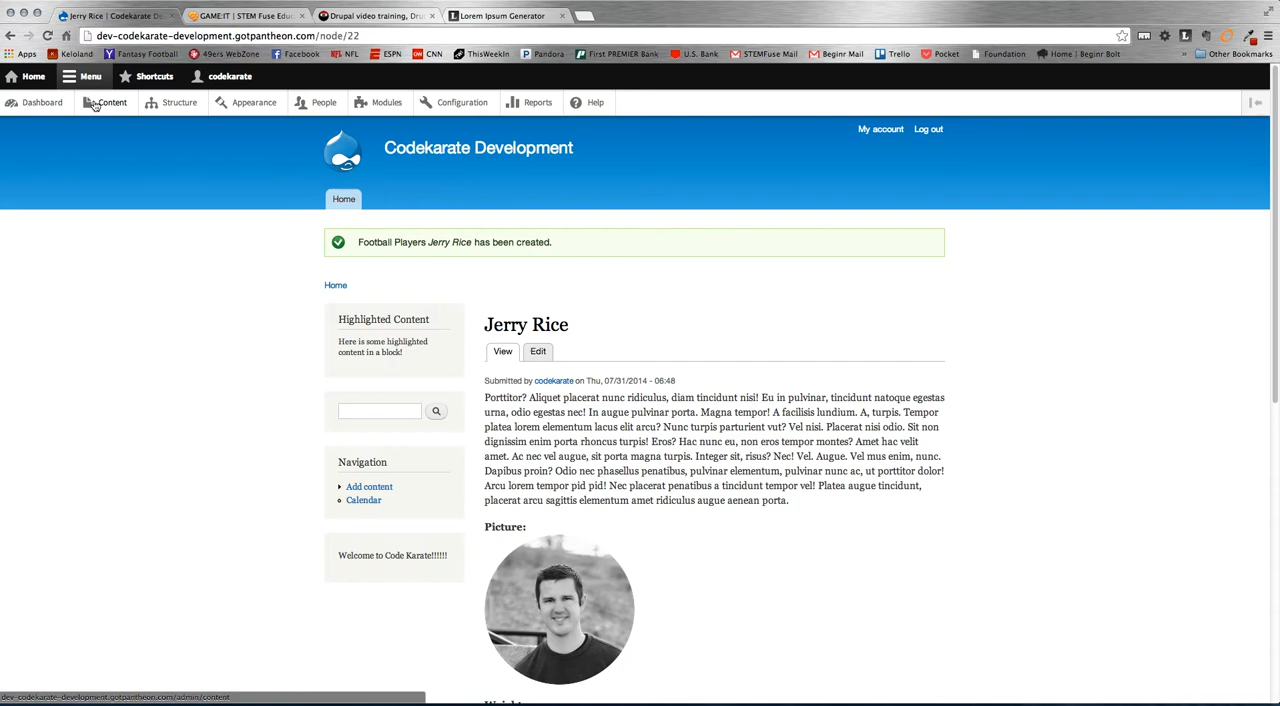 Jerry Rice | Codekarate De
GAME:IT | STEM Fuse Edu
Drupal video training, Dru
Lorem Ipsum Generator
dev-codekarate-development.gotpantheon.com/node/22
Apps Keloland Fantasy Football 49ers WebZone Facebook NFL ESPN CNN ThisWeekIn Pandora First PREMIER Bank U.S. Bank STEMFuse Mail Beginr Mail Trello Pocket Foundation Home | Beginr Bolt » Other Bookmarks
Home Menu Shortcuts codekarate
Dashboard Content Structure Appearance People Modules Configuration Reports Help
My account Log out
Codekarate Development
Home
Football Players Jerry Rice has been created.
Home
Highlighted Content
Here is some highlighted
content in a block!
Navigation
Add content
Calendar
Welcome to Code Karate!!!!!!
Jerry Rice
View Edit
Submitted by codekarate on Thu, 07/31/2014 - 06:48
Porttitor? Aliquet placerat nunc ridiculus, diam tincidunt nisi! Eu in pulvinar, tincidunt natoque egestas
urna, odio egestas nec! In augue pulvinar porta. Magna tempor! A facilisis lundium. A, turpis. Tempor
platea lorem elementum lacus elit arcu? Nunc turpis parturient vut? Vel nisi. Placerat nisi odio. Sit non
dignissim enim porta rhoncus turpis! Eros? Hac nunc eu, non eros tempor montes? Amet hac velit
amet. Ac nec vel augue, sit porta magna turpis. Integer sit, risus? Nec! Vel. Augue. Vel mus enim, nunc.
Dapibus proin? Odio nec phasellus penatibus, pulvinar elementum, pulvinar nunc ac, ut porttitor dolor!
Arcu lorem tempor pid pid! Nec placerat penatibus a tincidunt tempor vel! Platea augue tincidunt,
placerat arcu sagittis elementum amet ridiculus augue aenean porta.
Picture:
dev-codekarate-development.gotpantheon.com/admin/content